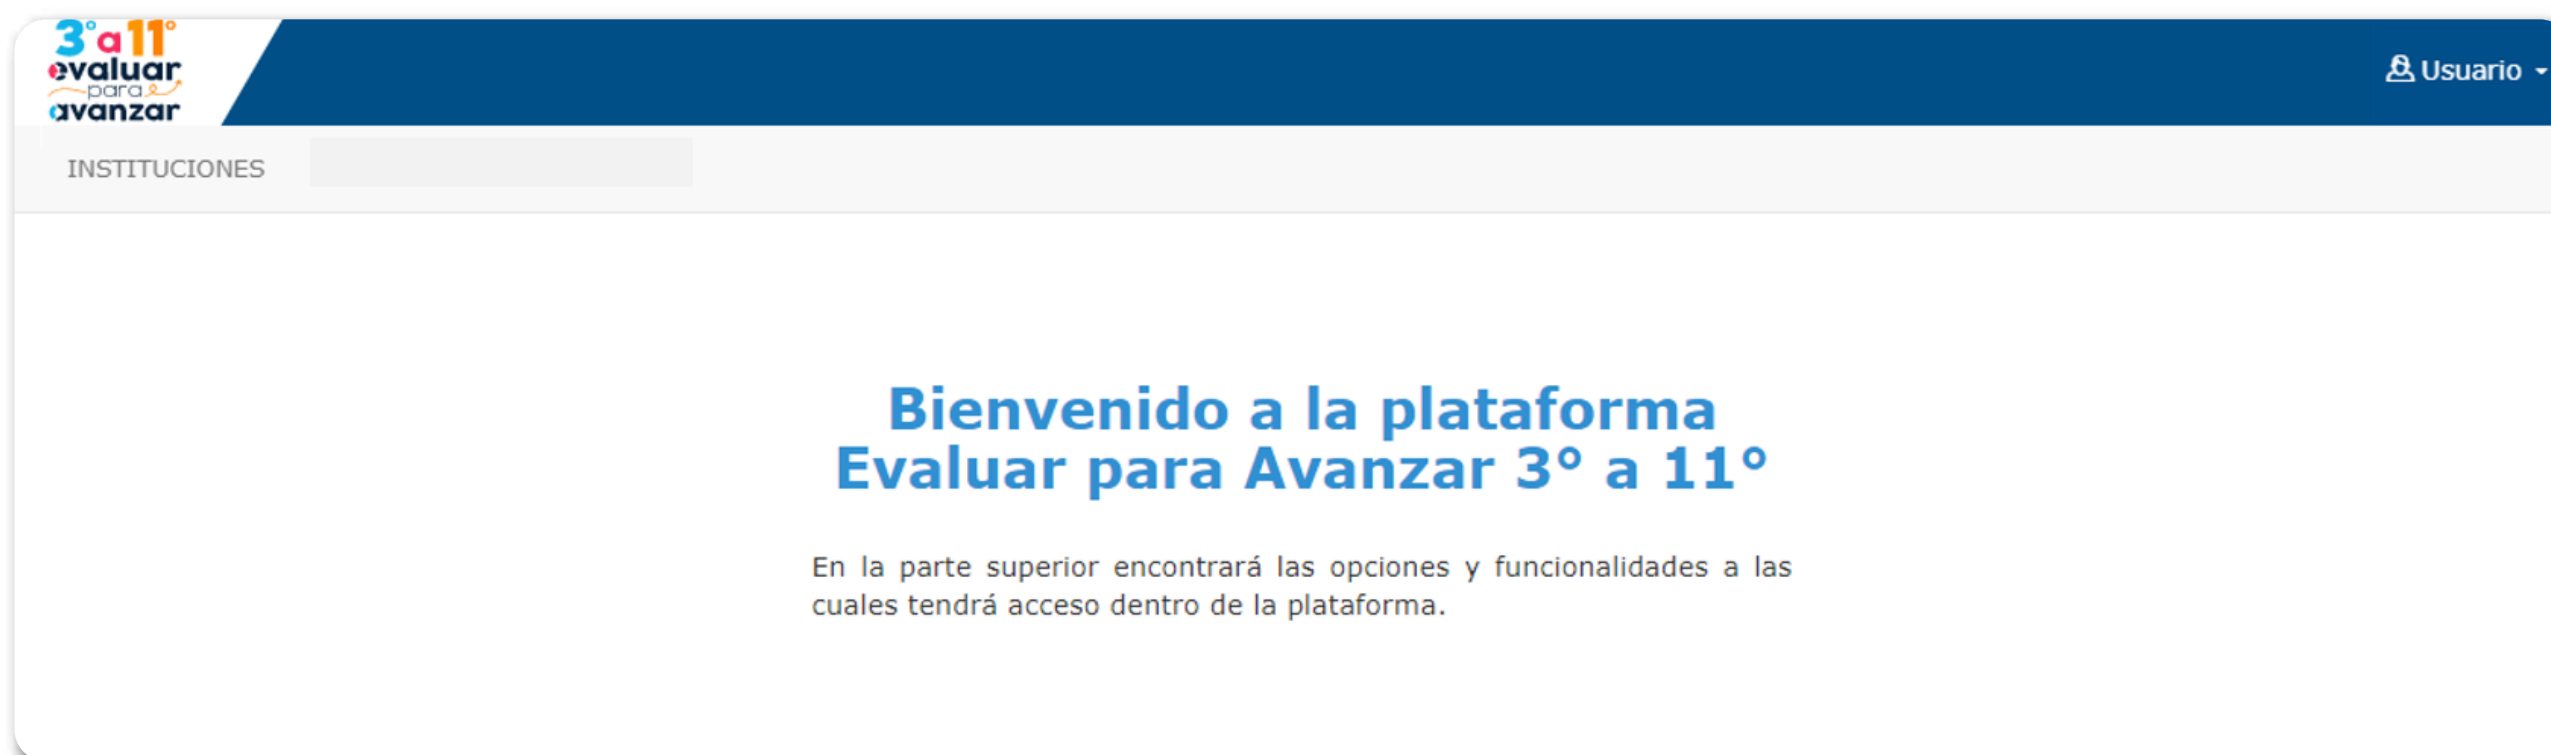 3° a 11°
evaluar
para
avanzar
Usuario
INSTITUCIONES
Bienvenido a la plataforma
Evaluar para Avanzar 3° a 11°
En la parte superior encontrará las opciones y funcionalidades a las
cuales tendrá acceso dentro de la plataforma.